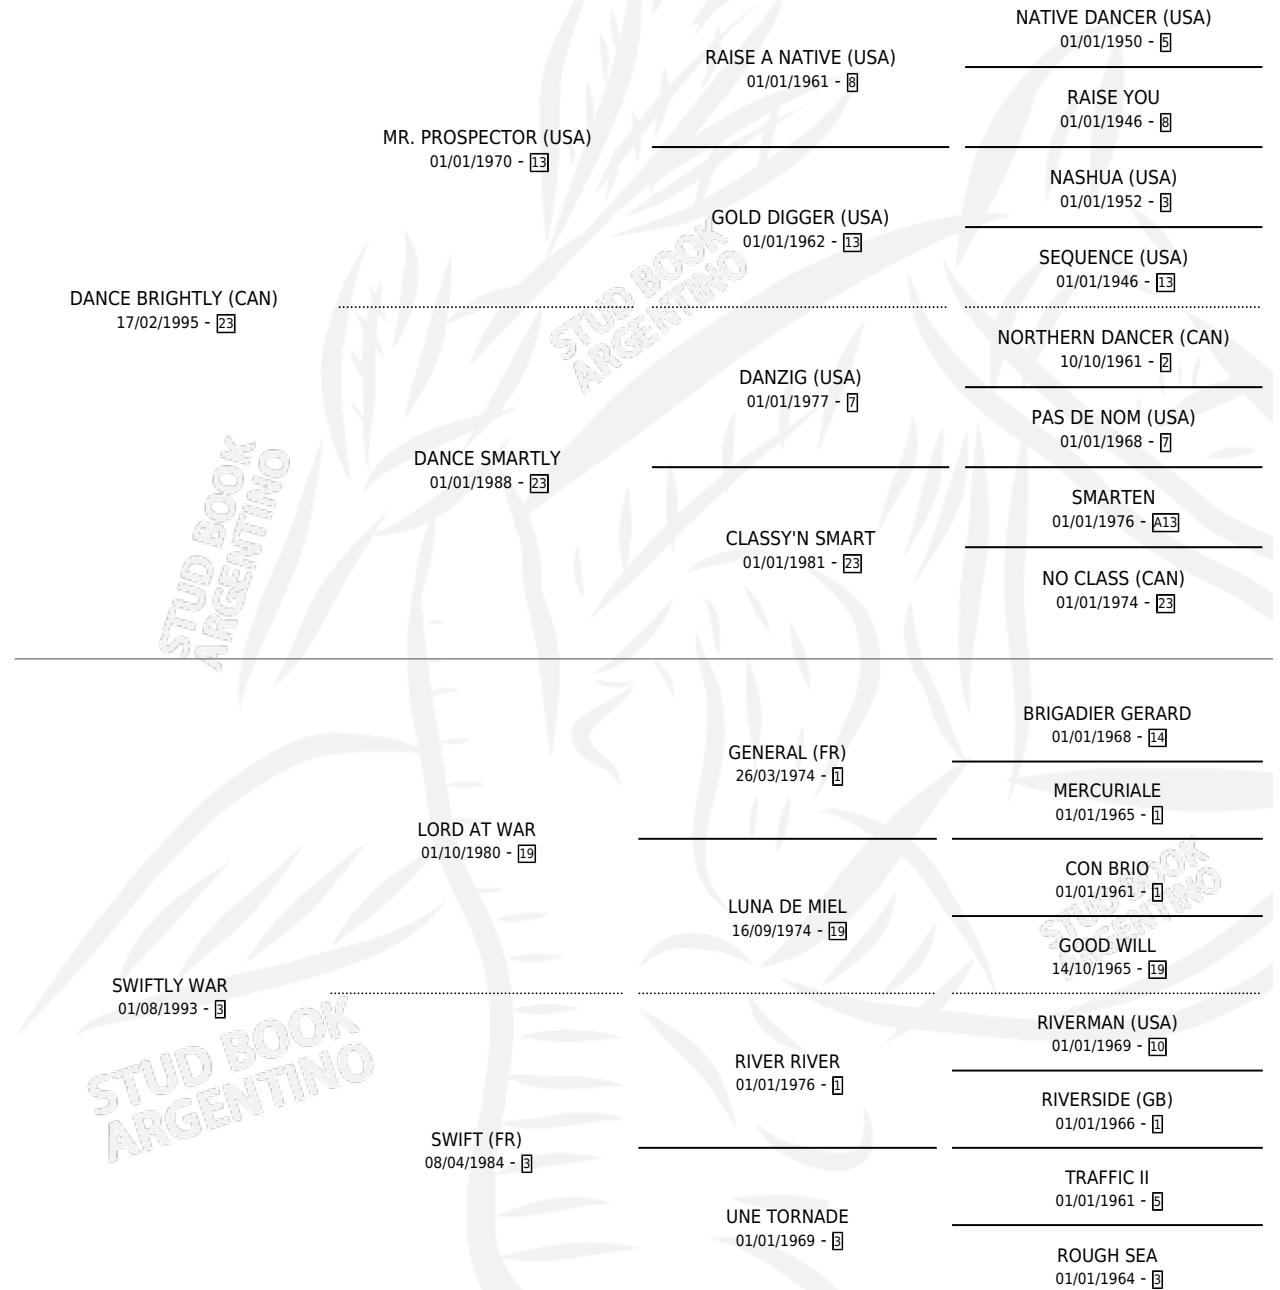 NATIVE DANCER (USA)
01/01/1950 - 5
RAISE A NATIVE (USA)
01/01/1961 - 8
RAISE YOU
01/01/1946 - 8
MR. PROSPECTOR (USA)
01/01/1970 - 13
NASHUA (USA)
01/01/1952 - 3
GOLD DIGGER (USA)
01/01/1962 - 13
SEQUENCE (USA)
01/01/1946 - 13
DANCE BRIGHTLY (CAN)
17/02/1995 - 23
NORTHERN DANCER (CAN)
10/10/1961 - 2
DANZIG (USA)
01/01/1977 - 7
PAS DE NOM (USA)
01/01/1968 - 7
DANCE SMARTLY
01/01/1988 - 23
SMARTEN
01/01/1976 - A13
CLASSY'N SMART
01/01/1981 - 23
NO CLASS (CAN)
01/01/1974 - 23
BRIGADIER GERARD
01/01/1968 - 14
GENERAL (FR)
26/03/1974 - 1
MERCURIALE
01/01/1965 - 1
LORD AT WAR
01/10/1980 - 19
CON BRIO
01/01/1961 - 1
LUNA DE MIEL
16/09/1974 - 19
GOOD WILL
14/10/1965 - 19
SWIFTLY WAR
01/08/1993 - 3
RIVERMAN (USA)
01/01/1969 - 10
RIVER RIVER
01/01/1976 - 1
RIVERSIDE (GB)
01/01/1966 - 1
SWIFT (FR)
08/04/1984 - 3
TRAFFIC II
01/01/1961 - 5
UNE TORNADE
01/01/1969 - 3
ROUGH SEA
01/01/1964 - 3
STUD BOOK
ARGENTINO
STUD BOOK
ARGENTINO
STUD BOOK
ARGENTINO
STUD BOOK
ARGENTINO